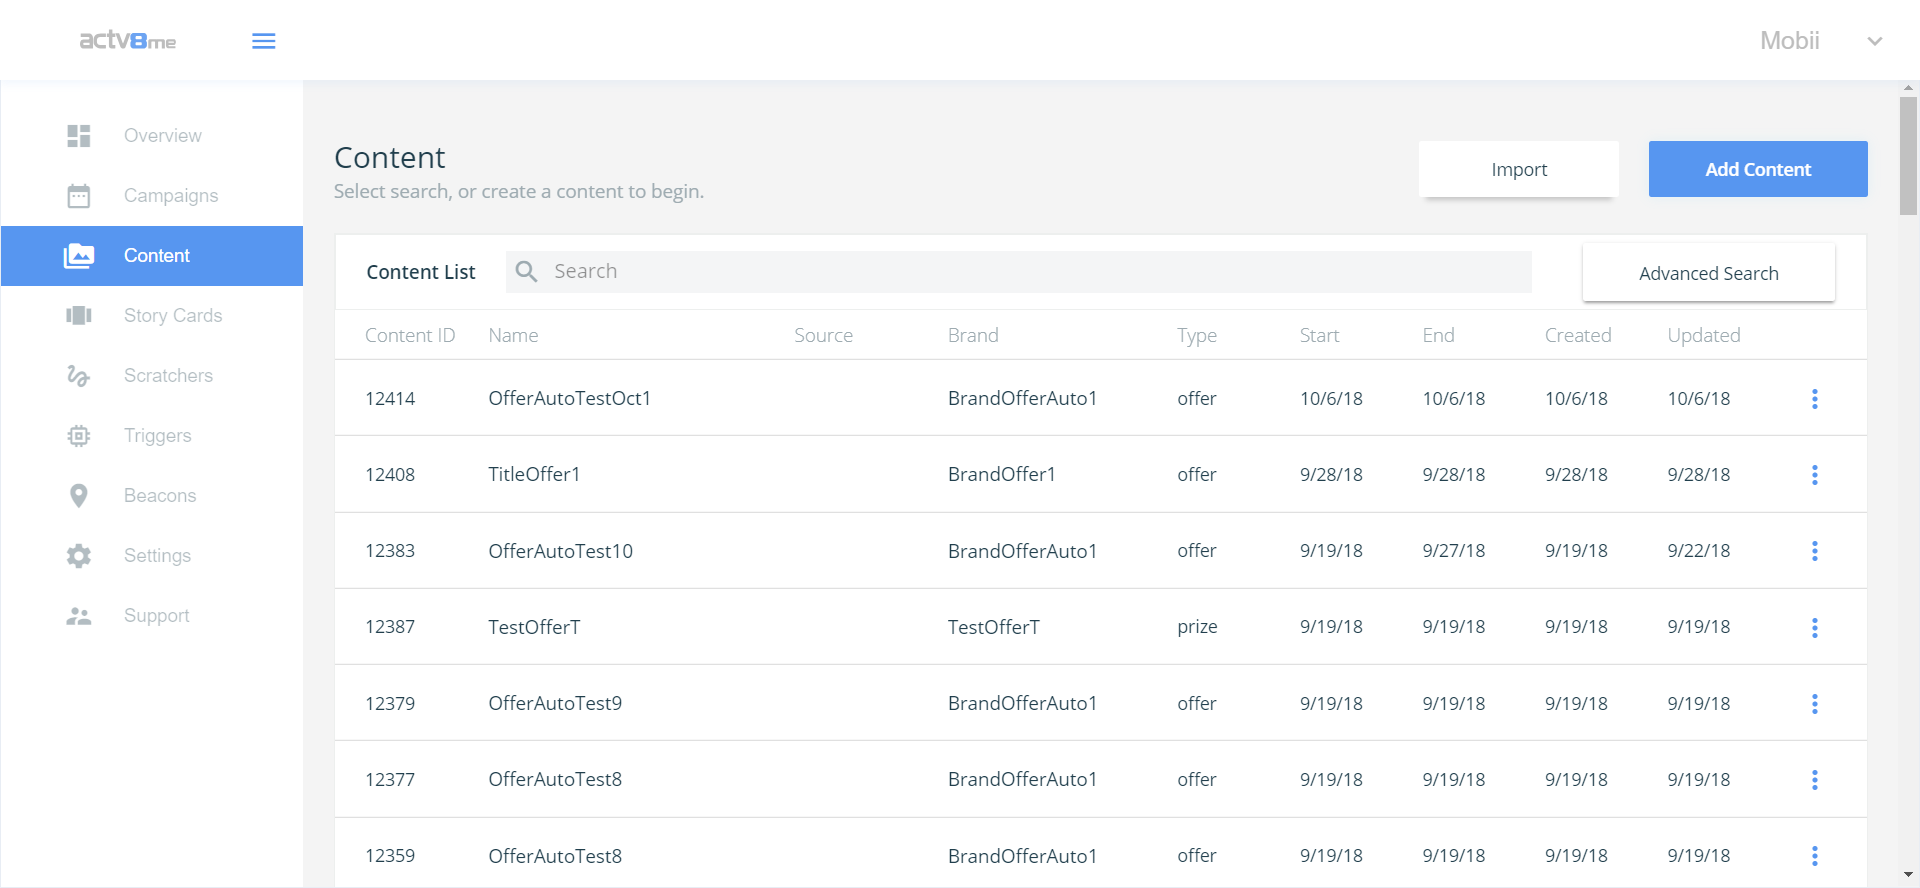 actv8me
Mobii
Overview
Campaigns
Content
Story Cards
Scratchers
Triggers
Beacons
Settings
Support
Content
Select search, or create a content to begin.
Import
Add Content
Content List
Search
Advanced Search
Content ID Name Source Brand Type Start End Created Updated
12414 OfferAutoTestOct1 BrandOfferAuto1 offer 10/6/18 10/6/18 10/6/18 10/6/18
12408 TitleOffer1 BrandOffer1 offer 9/28/18 9/28/18 9/28/18 9/28/18
12383 OfferAutoTest10 BrandOfferAuto1 offer 9/19/18 9/27/18 9/19/18 9/22/18
12387 TestOfferT TestOfferT prize 9/19/18 9/19/18 9/19/18 9/19/18
12379 OfferAutoTest9 BrandOfferAuto1 offer 9/19/18 9/19/18 9/19/18 9/19/18
12377 OfferAutoTest8 BrandOfferAuto1 offer 9/19/18 9/19/18 9/19/18 9/19/18
12359 OfferAutoTest8 BrandOfferAuto1 offer 9/19/18 9/19/18 9/19/18 9/19/18